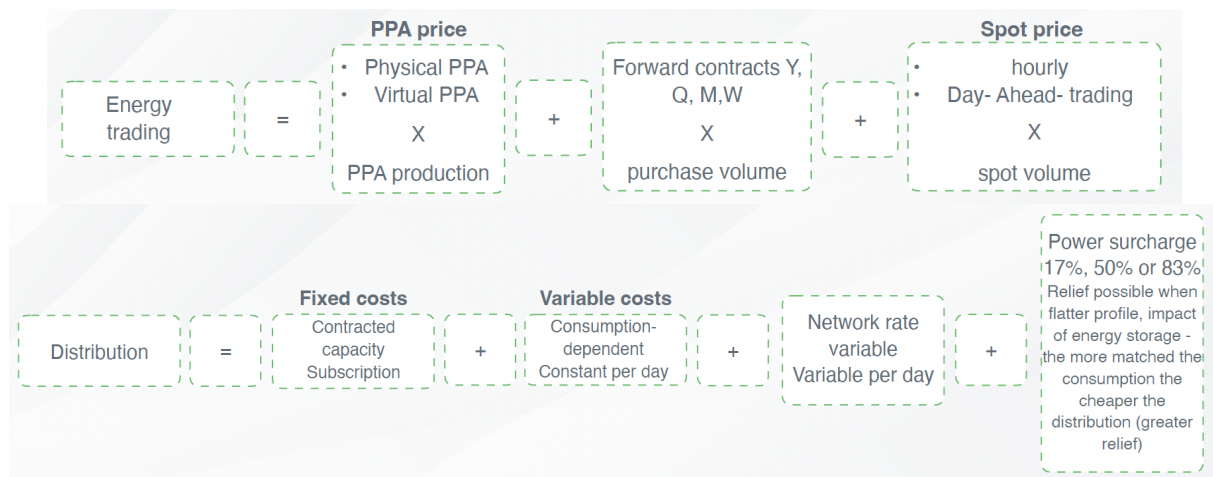 PPA price
Spot price
Energy
trading
=
• Physical PPA
• Virtual PPA
X
PPA production
+
Forward contracts Y,
Q, M,W
X
purchase volume
+
• hourly
• Day- Ahead- trading
X
spot volume
Distribution
=
Fixed costs
Contracted
capacity
Subscription
+
Variable costs
Consumption-
dependent
Constant per day
+
Network rate
variable
Variable per day
+
Power surcharge
17%, 50% or 83%
Relief possible when
flatter profile, impact
of energy storage -
the more matched the
consumption the
cheaper the
distribution (greater
relief)